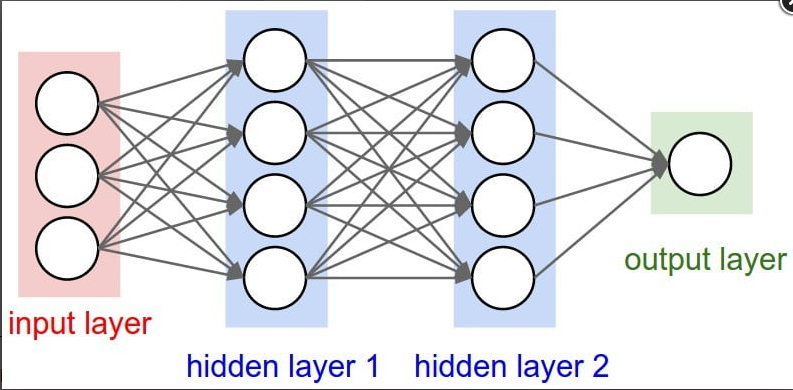 input layer
hidden layer 1
hidden layer 2
output layer